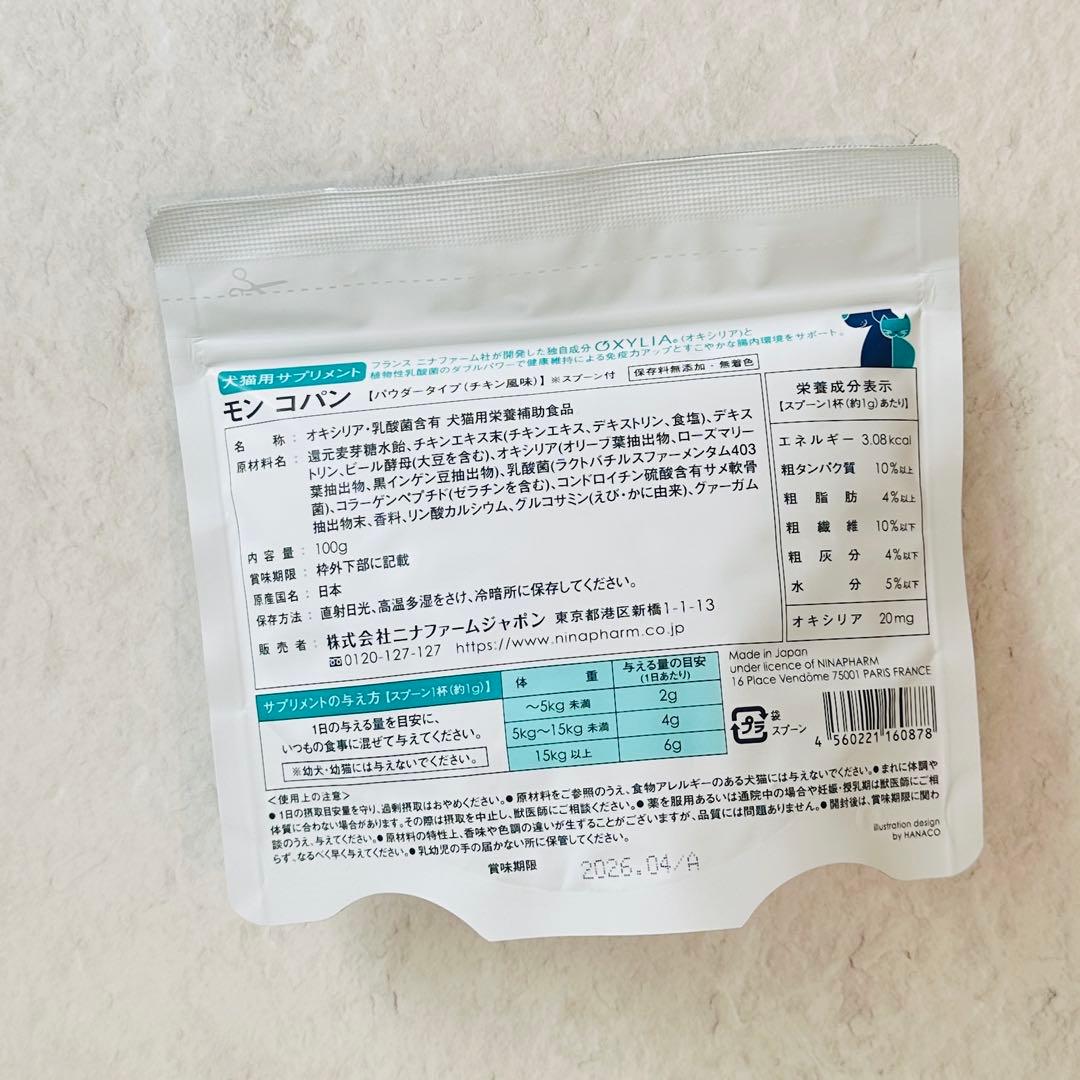 犬猫用サプリメント
フランス ニナファーム社が開発した独自成分 OXYLIA®(オキシリア)と
植物性乳酸菌のダブルパワーで健康維持による免疫力アップとすこやかな腸内環境をサポート。
モン コパン 【パウダータイプ(チキン風味)】※スプーン付 保存料無添加・無着色
名称：オキシリア・乳酸菌含有 犬猫用栄養補助食品
原材料名：還元麦芽糖水飴、チキンエキス末(チキンエキス、デキストリン、食塩)、デキス
トリン、ビール酵母(大豆を含む)、オキシリア(オリーブ葉抽出物、ローズマリー
葉抽出物、黒インゲン豆抽出物)、乳酸菌(ラクトバチルスファーメンタム403
菌)、コラーゲンペプチド(ゼラチンを含む)、コンドロイチン硫酸含有サメ軟骨
抽出物末、香料、リン酸カルシウム、グルコサミン(えび・かに由来)、グァーガム
内容量：100g
賞味期限：枠外下部に記載
原産国名：日本
保存方法：直射日光、高温多湿をさけ、冷暗所に保存してください。
販売者：株式会社ニナファームジャポン 東京都港区新橋1-1-13
0120-127-127 https://www.ninapharm.co.jp
栄養成分表示
【スプーン1杯(約1g)あたり】
エネルギー 3.08kcal
粗タンパク質 10%以上
粗脂肪 4%以上
粗繊維 10%以下
粗灰分 4%以下
水分 5%以下
オキシリア 20mg
サプリメントの与え方【スプーン1杯(約1g)】
1日の与える量を目安に、
いつもの食事に混ぜて与えてください。
※幼犬・幼猫には与えないでください。
体重 与える量の目安
(1日あたり)
～5kg 未満 2g
5kg～15kg 未満 4g
15kg 以上 6g
Made in Japan
under licence of NINAPHARM
16 Place Vendôme 75001 PARIS FRANCE
プラ
袋
スプーン
4 560221 160878
＜使用上の注意＞
●1日の摂取目安量を守り、過剰摂取はおやめください。●原材料をご参照のうえ、食物アレルギーのある犬猫には与えないでください。●まれに体調や
体質に合わない場合があります。その際は摂取を中止し、獣医師にご相談ください。●薬を服用あるいは通院中の場合や妊娠・授乳期は獣医師にご相
談のうえ、与えてください。●原材料の特性上、香味や色調の違いが生ずることがございますが、品質には問題ありません。●開封後は、賞味期限に関わ
らず、なるべく早く与えてください。●乳幼児の手の届かない所に保管してください。
illustration design
by HANACO
賞味期限 2026.04/A